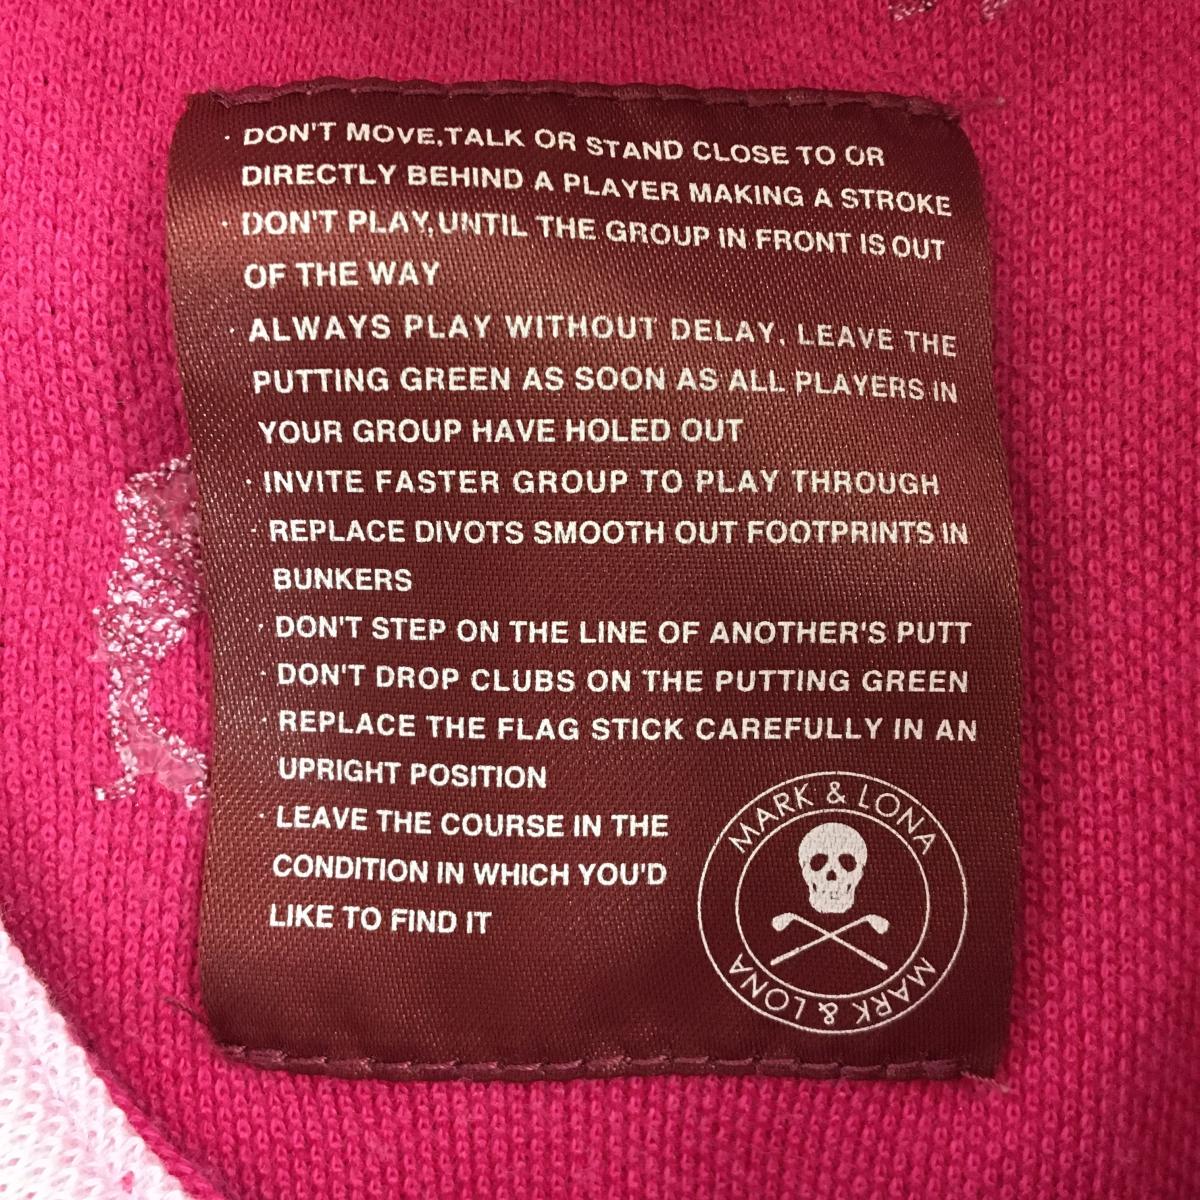 · DON'T MOVE,TALK OR STAND CLOSE TO OR
DIRECTLY BEHIND A PLAYER MAKING A STROKE
· DON'T PLAY,UNTIL THE GROUP IN FRONT IS OUT
OF THE WAY
· ALWAYS PLAY WITHOUT DELAY, LEAVE THE
PUTTING GREEN AS SOON AS ALL PLAYERS IN
YOUR GROUP HAVE HOLED OUT
· INVITE FASTER GROUP TO PLAY THROUGH
· REPLACE DIVOTS SMOOTH OUT FOOTPRINTS IN
BUNKERS
· DON'T STEP ON THE LINE OF ANOTHER'S PUTT
· DON'T DROP CLUBS ON THE PUTTING GREEN
· REPLACE THE FLAG STICK CAREFULLY IN AN
UPRIGHT POSITION
· LEAVE THE COURSE IN THE
CONDITION IN WHICH YOU'D
LIKE TO FIND IT
MARK & LONA
MARK & LONA